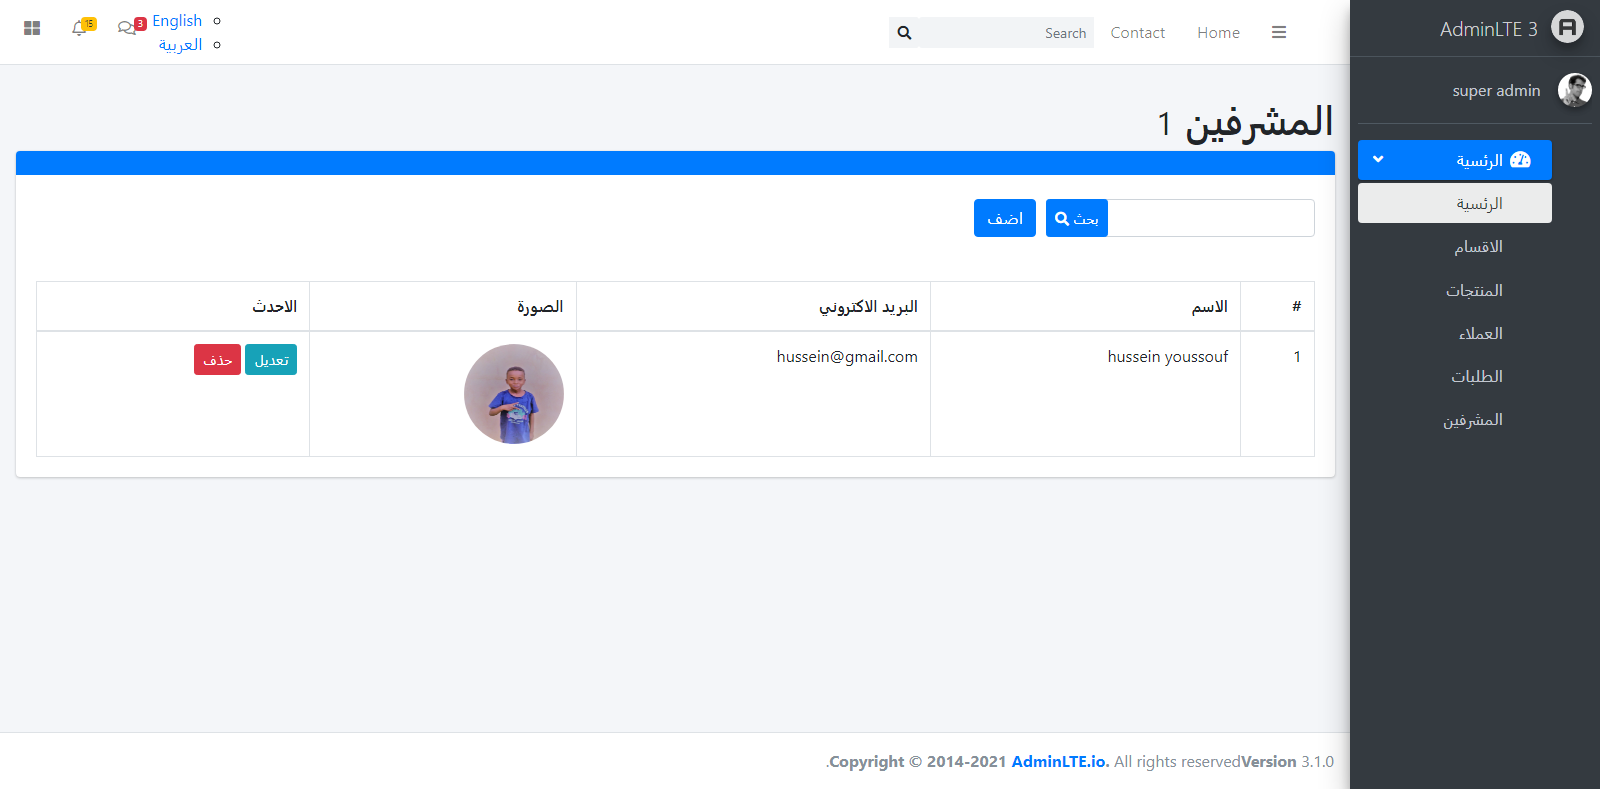 AdminLTE 3
super admin
الرئسية
الرئسية
الاقسام
المنتجات
العملاء
الطلبات
المشرفين
Home
Contact
Search
English
العربية
3
15
المشرفين 1
بحث
اضف
# الاسم البريد الاكتروني الصورة الاحدث
1 hussein youssouf hussein@gmail.com تعديل حذف
.Copyright © 2014-2021 AdminLTE.io. All rights reservedVersion 3.1.0